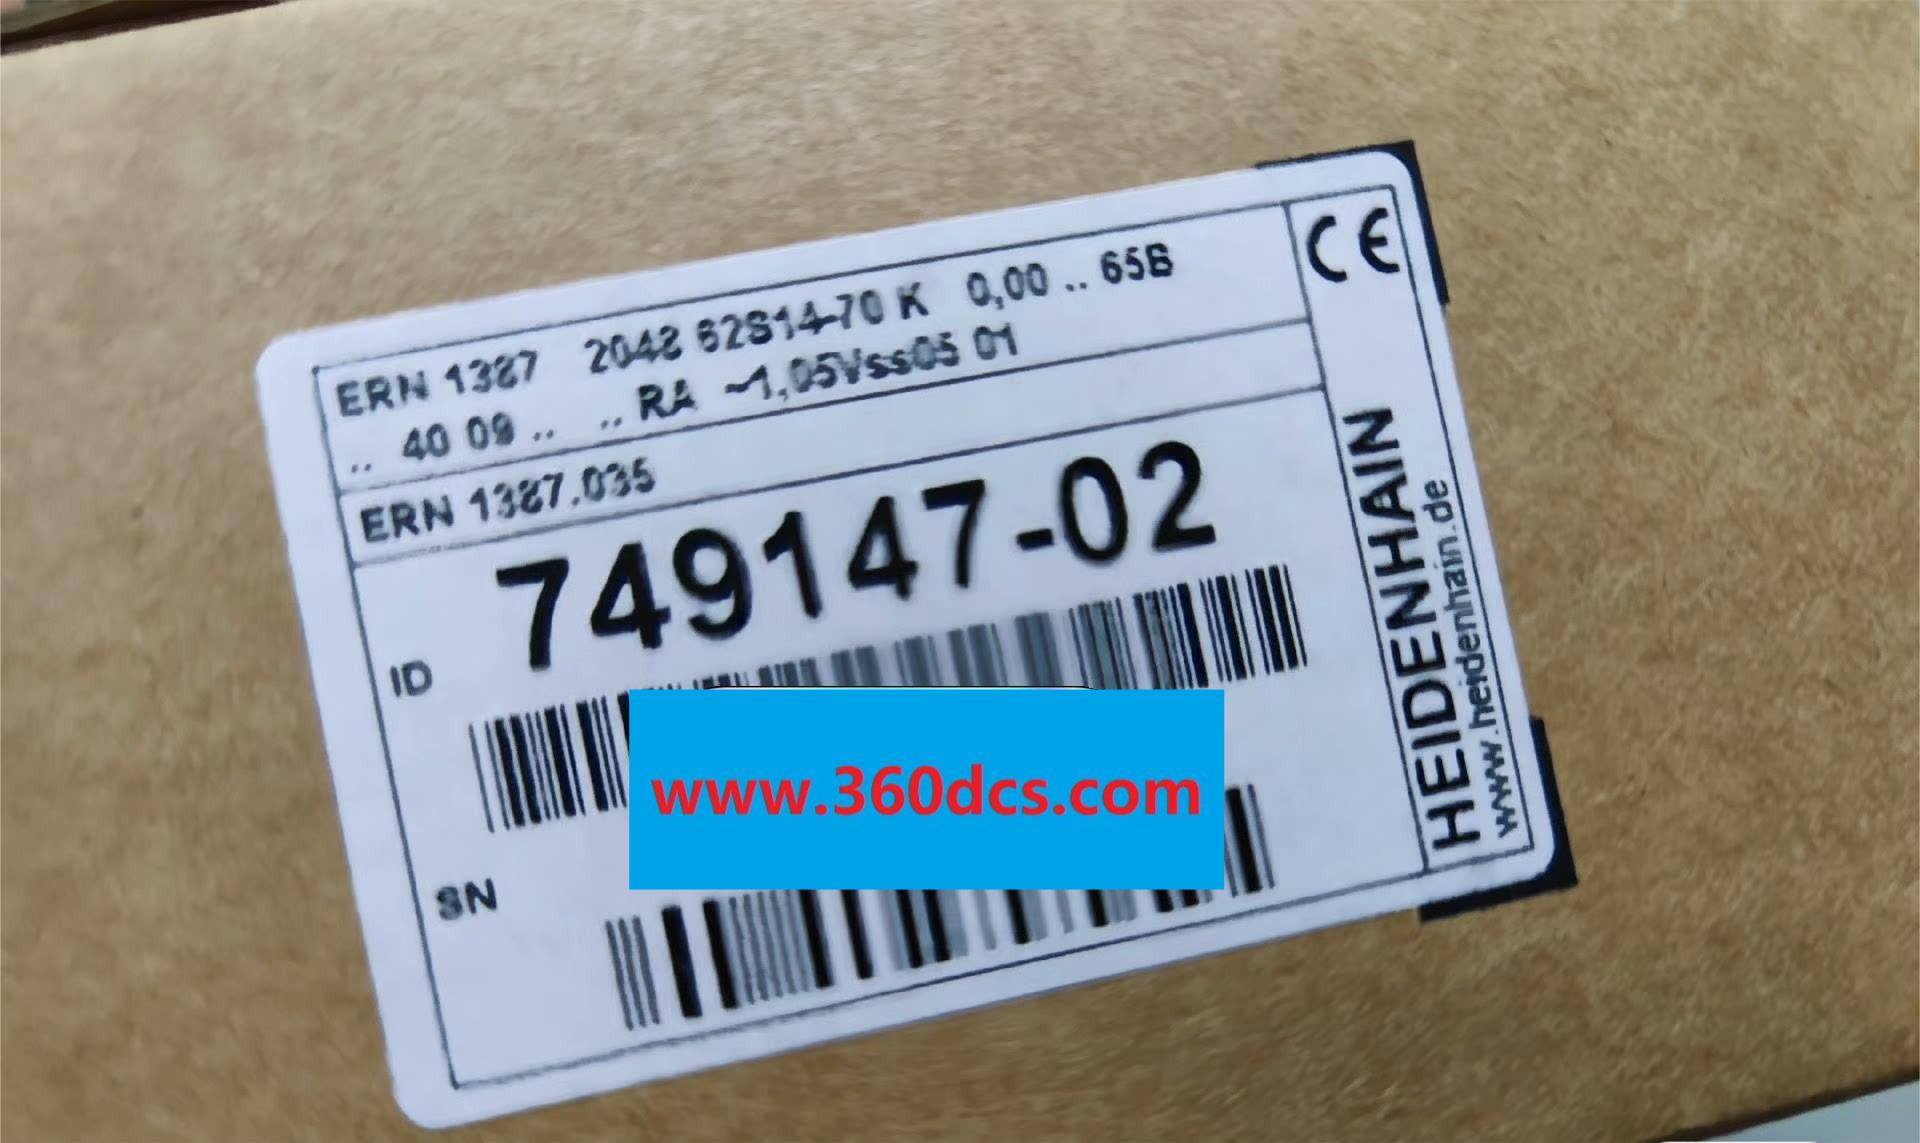 ERN 1387 2048 62S14-70 K 0,00 .. 65B
.. 40 09 .. .. RA ~1,05Vss05 01
ERN 1387.035
ID 749147-02
SN
CE
HEIDENHAIN
www.heidenhain.de
www.360dcs.com